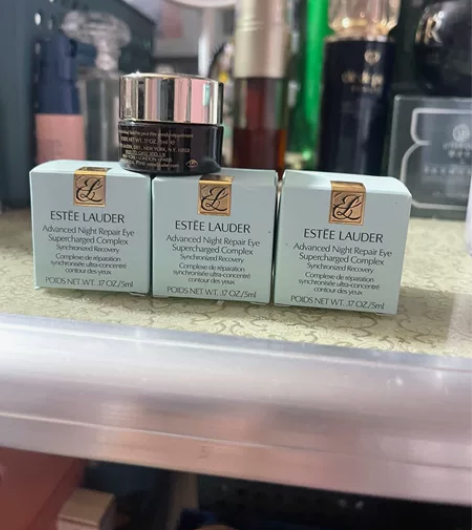 ESTĒE LAUDER
Advanced Night Repair Eye
Supercharged Complex
Synchronized Recovery
Complexe de réparation
synchronisée ultra-concentré
contour des yeux
POIDS NET WT. .17 OZ./5ml
ESTĒE LAUDER
Advanced Night Repair Eye
Supercharged Complex
Synchronized Recovery
Complexe de réparation
synchronisée ultra-concentré
contour des yeux
POIDS NET WT. .17 OZ./5ml
ESTĒE LAUDER
Advanced Night Repair Eye
Supercharged Complex
Synchronized Recovery
Complexe de réparation
synchronisée ultra-concentré
contour des yeux
POIDS NET WT. .17 OZ./5ml